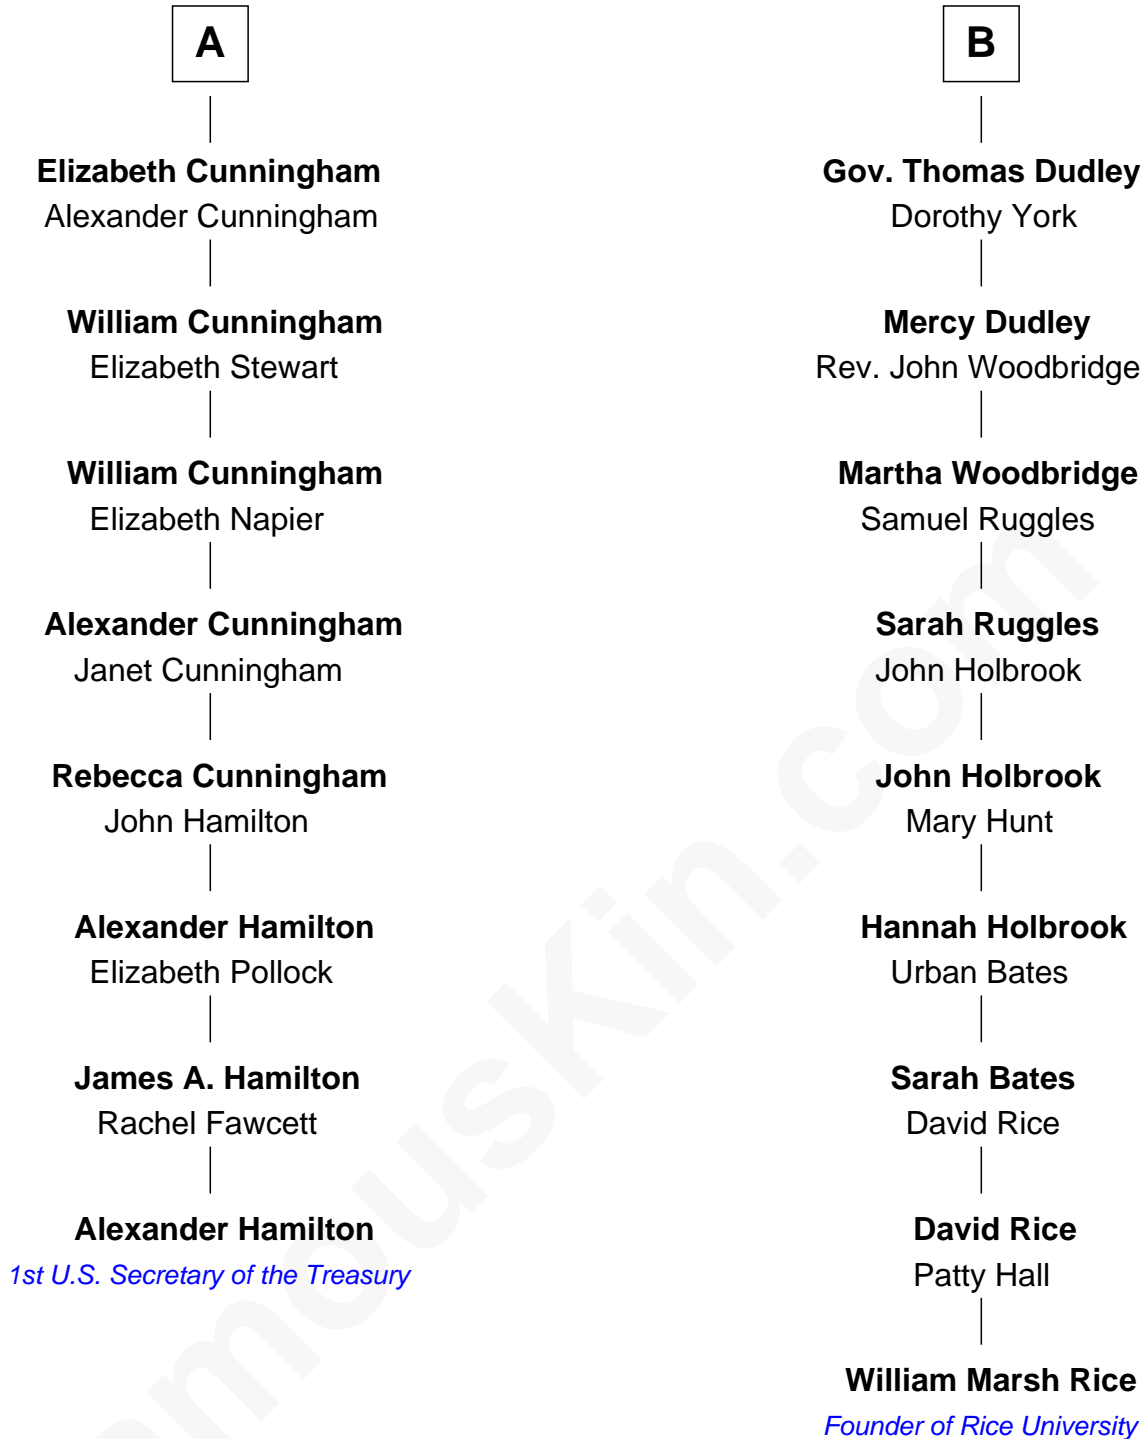 A
Elizabeth Cunningham
Alexander Cunningham
William Cunningham
Elizabeth Stewart
William Cunningham
Elizabeth Napier
Alexander Cunningham
Janet Cunningham
Rebecca Cunningham
John Hamilton
Alexander Hamilton
Elizabeth Pollock
James A. Hamilton
Rachel Fawcett
Alexander Hamilton
1st U.S. Secretary of the Treasury
B
Gov. Thomas Dudley
Dorothy York
Mercy Dudley
Rev. John Woodbridge
Martha Woodbridge
Samuel Ruggles
Sarah Ruggles
John Holbrook
John Holbrook
Mary Hunt
Hannah Holbrook
Urban Bates
Sarah Bates
David Rice
David Rice
Patty Hall
William Marsh Rice
Founder of Rice University